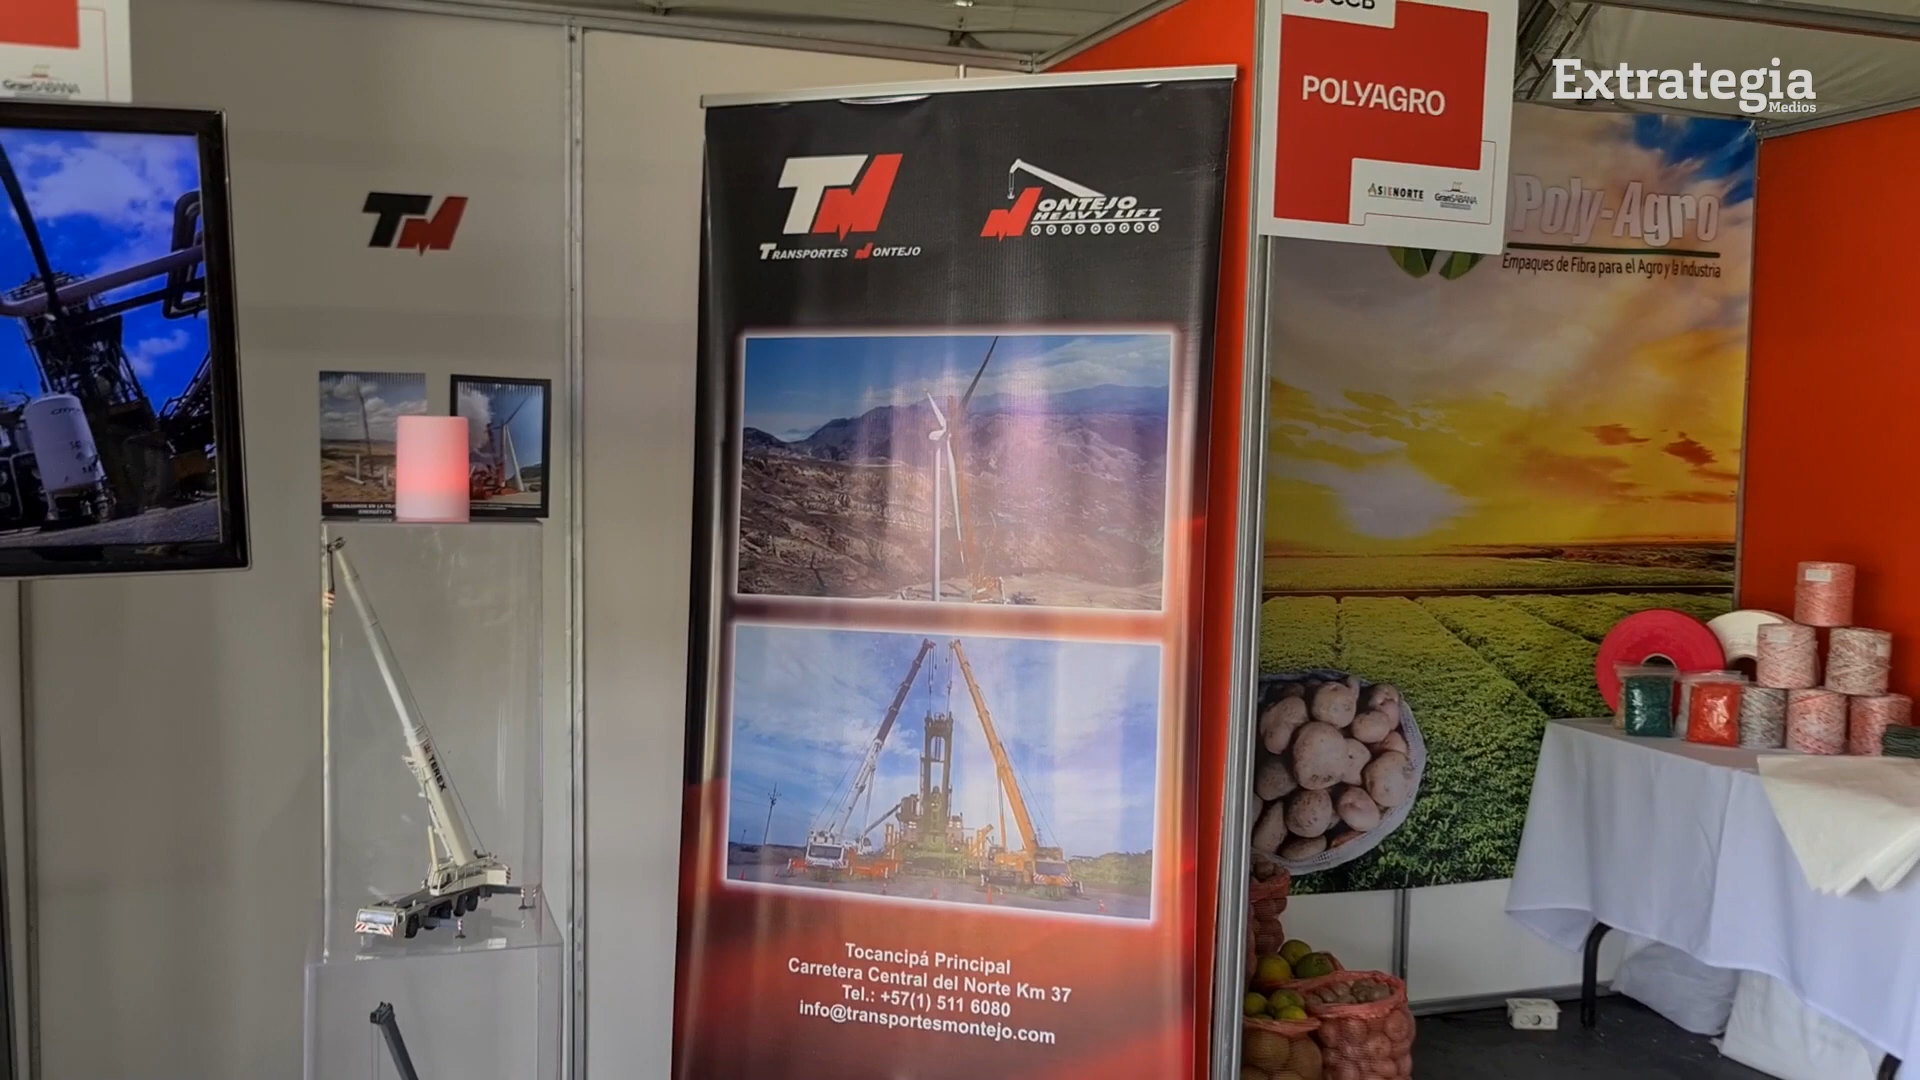 CCB
POLYAGRO
ASIENORTE
GranSABANA
Extrategia
Medios
GranSABANA
TM
TM
TRANSPORTES MONTEJO
MONTEJO
HEAVY LIFT
Poly-Agro
Empaques de Fibra para el Agro y la Industria
TEREX
Tocancipá Principal
Carretera Central del Norte Km 37
Tel.: +57(1) 511 6080
info@transportesmontejo.com